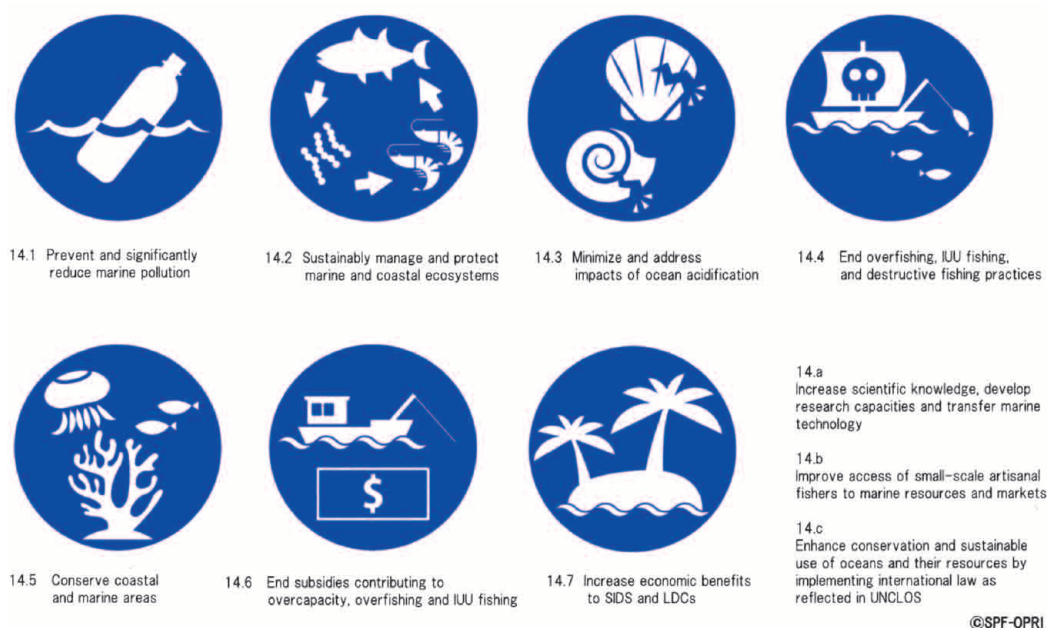 14.1 Prevent and significantly
reduce marine pollution
14.2 Sustainably manage and protect
marine and coastal ecosystems
14.3 Minimize and address
impacts of ocean acidification
14.4 End overfishing, IUU fishing,
and destructive fishing practices
$
14.5 Conserve coastal
and marine areas
14.6 End subsidies contributing to
overcapacity, overfishing and IUU fishing
14.7 Increase economic benefits
to SIDS and LDCs
14.a
Increase scientific knowledge, develop
research capacities and transfer marine
technology
14.b
Improve access of small-scale artisanal
fishers to marine resources and markets
14.c
Enhance conservation and sustainable
use of oceans and their resources by
implementing international law as
reflected in UNCLOS
©SPF-OPRI